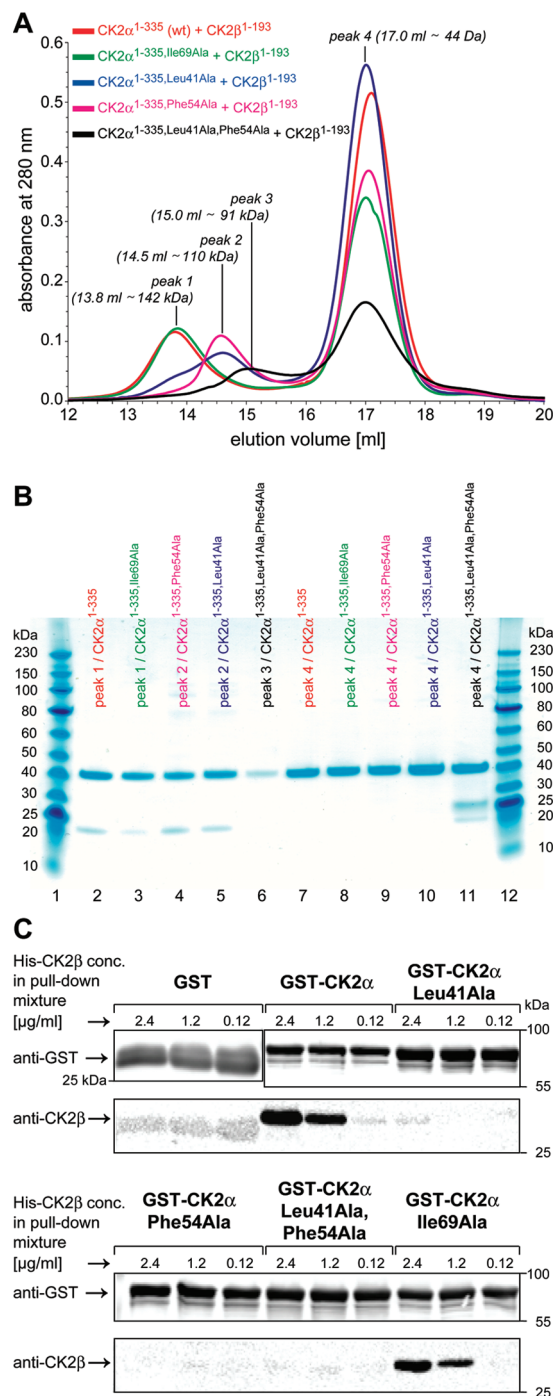 A
CK2α1-335 (wt) + CK2β1-193
CK2α1-335,Ile69Ala + CK2β1-193
CK2α1-335,Leu41Ala + CK2β1-193
CK2α1-335,Phe54Ala + CK2β1-193
CK2α1-335,Leu41Ala,Phe54Ala + CK2β1-193
peak 4 (17.0 ml ~ 44 Da)
peak 3
(15.0 ml ~ 91 kDa)
peak 2
(14.5 ml ~110 kDa)
peak 1
(13.8 ml ~142 kDa)
absorbance at 280 nm
0.6
0.5
0.4
0.3
0.2
0.1
0.0
12 13 14 15 16 17 18 19 20
elution volume [ml]
B
peak 1 / CK2α1-335
peak 1 / CK2α1-335,Ile69Ala
peak 2 / CK2α1-335,Phe54Ala
peak 2 / CK2α1-335,Leu41Ala
peak 3 / CK2α1-335,Leu41Ala,Phe54Ala
peak 4 / CK2α1-335
peak 4 / CK2α1-335,Ile69Ala
peak 4 / CK2α1-335,Phe54Ala
peak 4 / CK2α1-335,Leu41Ala
peak 4 / CK2α1-335,Leu41Ala,Phe54Ala
kDa
230
150
100
80
60
50
40
30
25
20
10
kDa
230
150
100
80
60
50
40
30
25
20
10
1 2 3 4 5 6 7 8 9 10 11 12
C
His-CK2β conc.
in pull-down
mixture
[µg/ml]
GST
GST-CK2α
GST-CK2α
Leu41Ala
2.4 1.2 0.12 2.4 1.2 0.12 2.4 1.2 0.12
kDa
100
anti-GST
25 kDa
55
anti-CK2β
25
His-CK2β conc.
in pull-down
mixture
[µg/ml]
GST-CK2α
Phe54Ala
GST-CK2α
Leu41Ala,
Phe54Ala
GST-CK2α
Ile69Ala
2.4 1.2 0.12 2.4 1.2 0.12 2.4 1.2 0.12
100
anti-GST
55
anti-CK2β
25